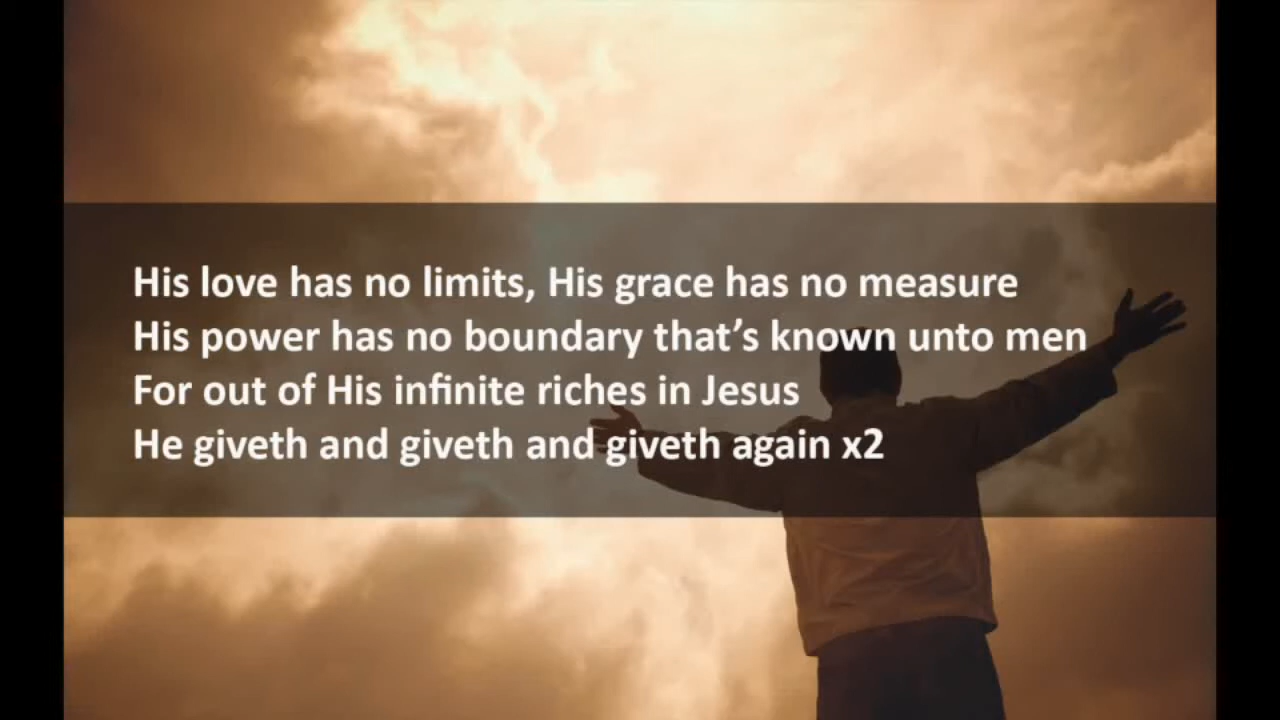 His love has no limits, His grace has no measure
His power has no boundary that’s known unto men
For out of His infinite riches in Jesus
He giveth and giveth and giveth again x2